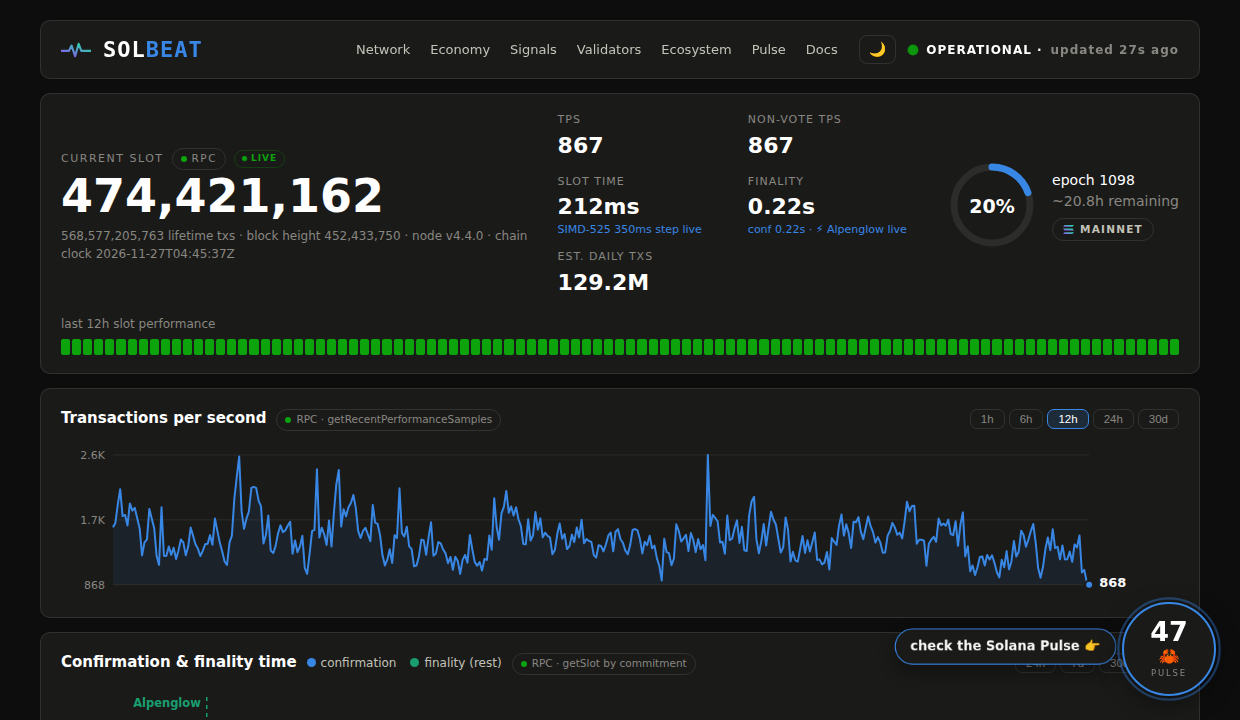 SOLBEAT
Network Economy Signals Validators Ecosystem Pulse Docs 🌙 OPERATIONAL · updated 27s ago
CURRENT SLOT RPC LIVE
474,421,162
568,577,205,763 lifetime txs · block height 452,433,750 · node v4.4.0 · chain
clock 2026-11-27T04:45:37Z
TPS
867
NON-VOTE TPS
867
SLOT TIME
212ms
SIMD-525 350ms step live
FINALITY
0.22s
conf 0.22s · ⚡ Alpenglow live
EST. DAILY TXS
129.2M
20%
epoch 1098
~20.8h remaining
MAINNET
last 12h slot performance
Transactions per second RPC · getRecentPerformanceSamples
1h 6h 12h 24h 30d
2.6K
1.7K
868
868
Confirmation & finality time confirmation finality (rest) RPC · getSlot by commitment
Alpenglow
check the Solana Pulse 👉
47
🦀
PULSE